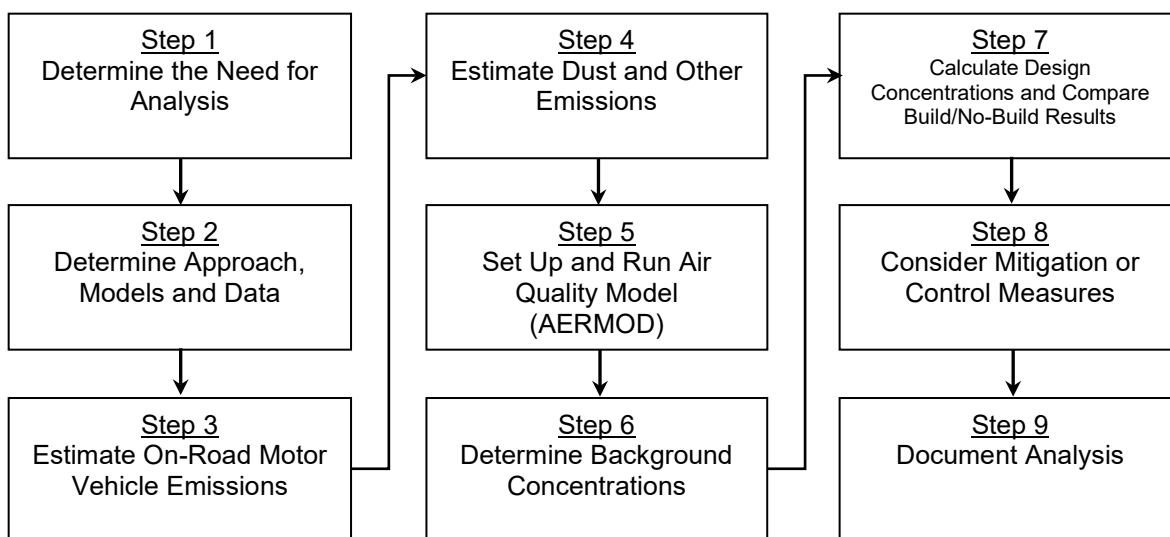 Step 1
Determine the Need for
Analysis
Step 2
Determine Approach,
Models and Data
Step 3
Estimate On-Road Motor
Vehicle Emissions
Step 4
Estimate Dust and Other
Emissions
Step 5
Set Up and Run Air
Quality Model
(AERMOD)
Step 6
Determine Background
Concentrations
Step 7
Calculate Design
Concentrations and Compare
Build/No-Build Results
Step 8
Consider Mitigation or
Control Measures
Step 9
Document Analysis